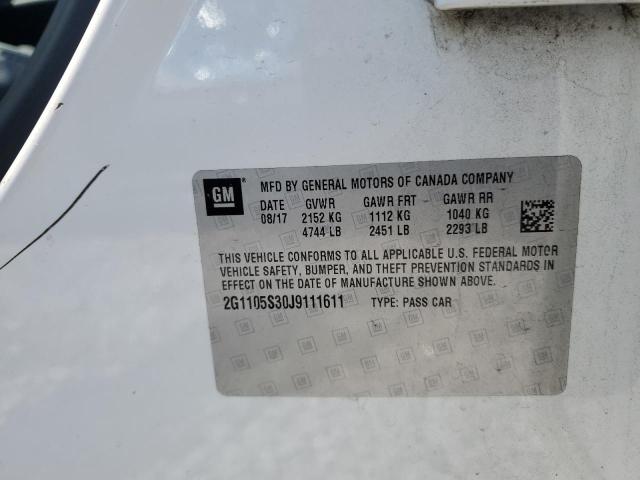 GM MFD BY GENERAL MOTORS OF CANADA COMPANY
DATE GVWR GAWR FRT GAWR RR
08/17 2152 KG 1112 KG 1040 KG
4744 LB 2451 LB 2293 LB
THIS VEHICLE CONFORMS TO ALL APPLICABLE U.S. FEDERAL MOTOR
VEHICLE SAFETY, BUMPER, AND THEFT PREVENTION STANDARDS IN
EFFECT ON THE DATE OF MANUFACTURE SHOWN ABOVE.
2G1105S30J9111611 TYPE: PASS CAR